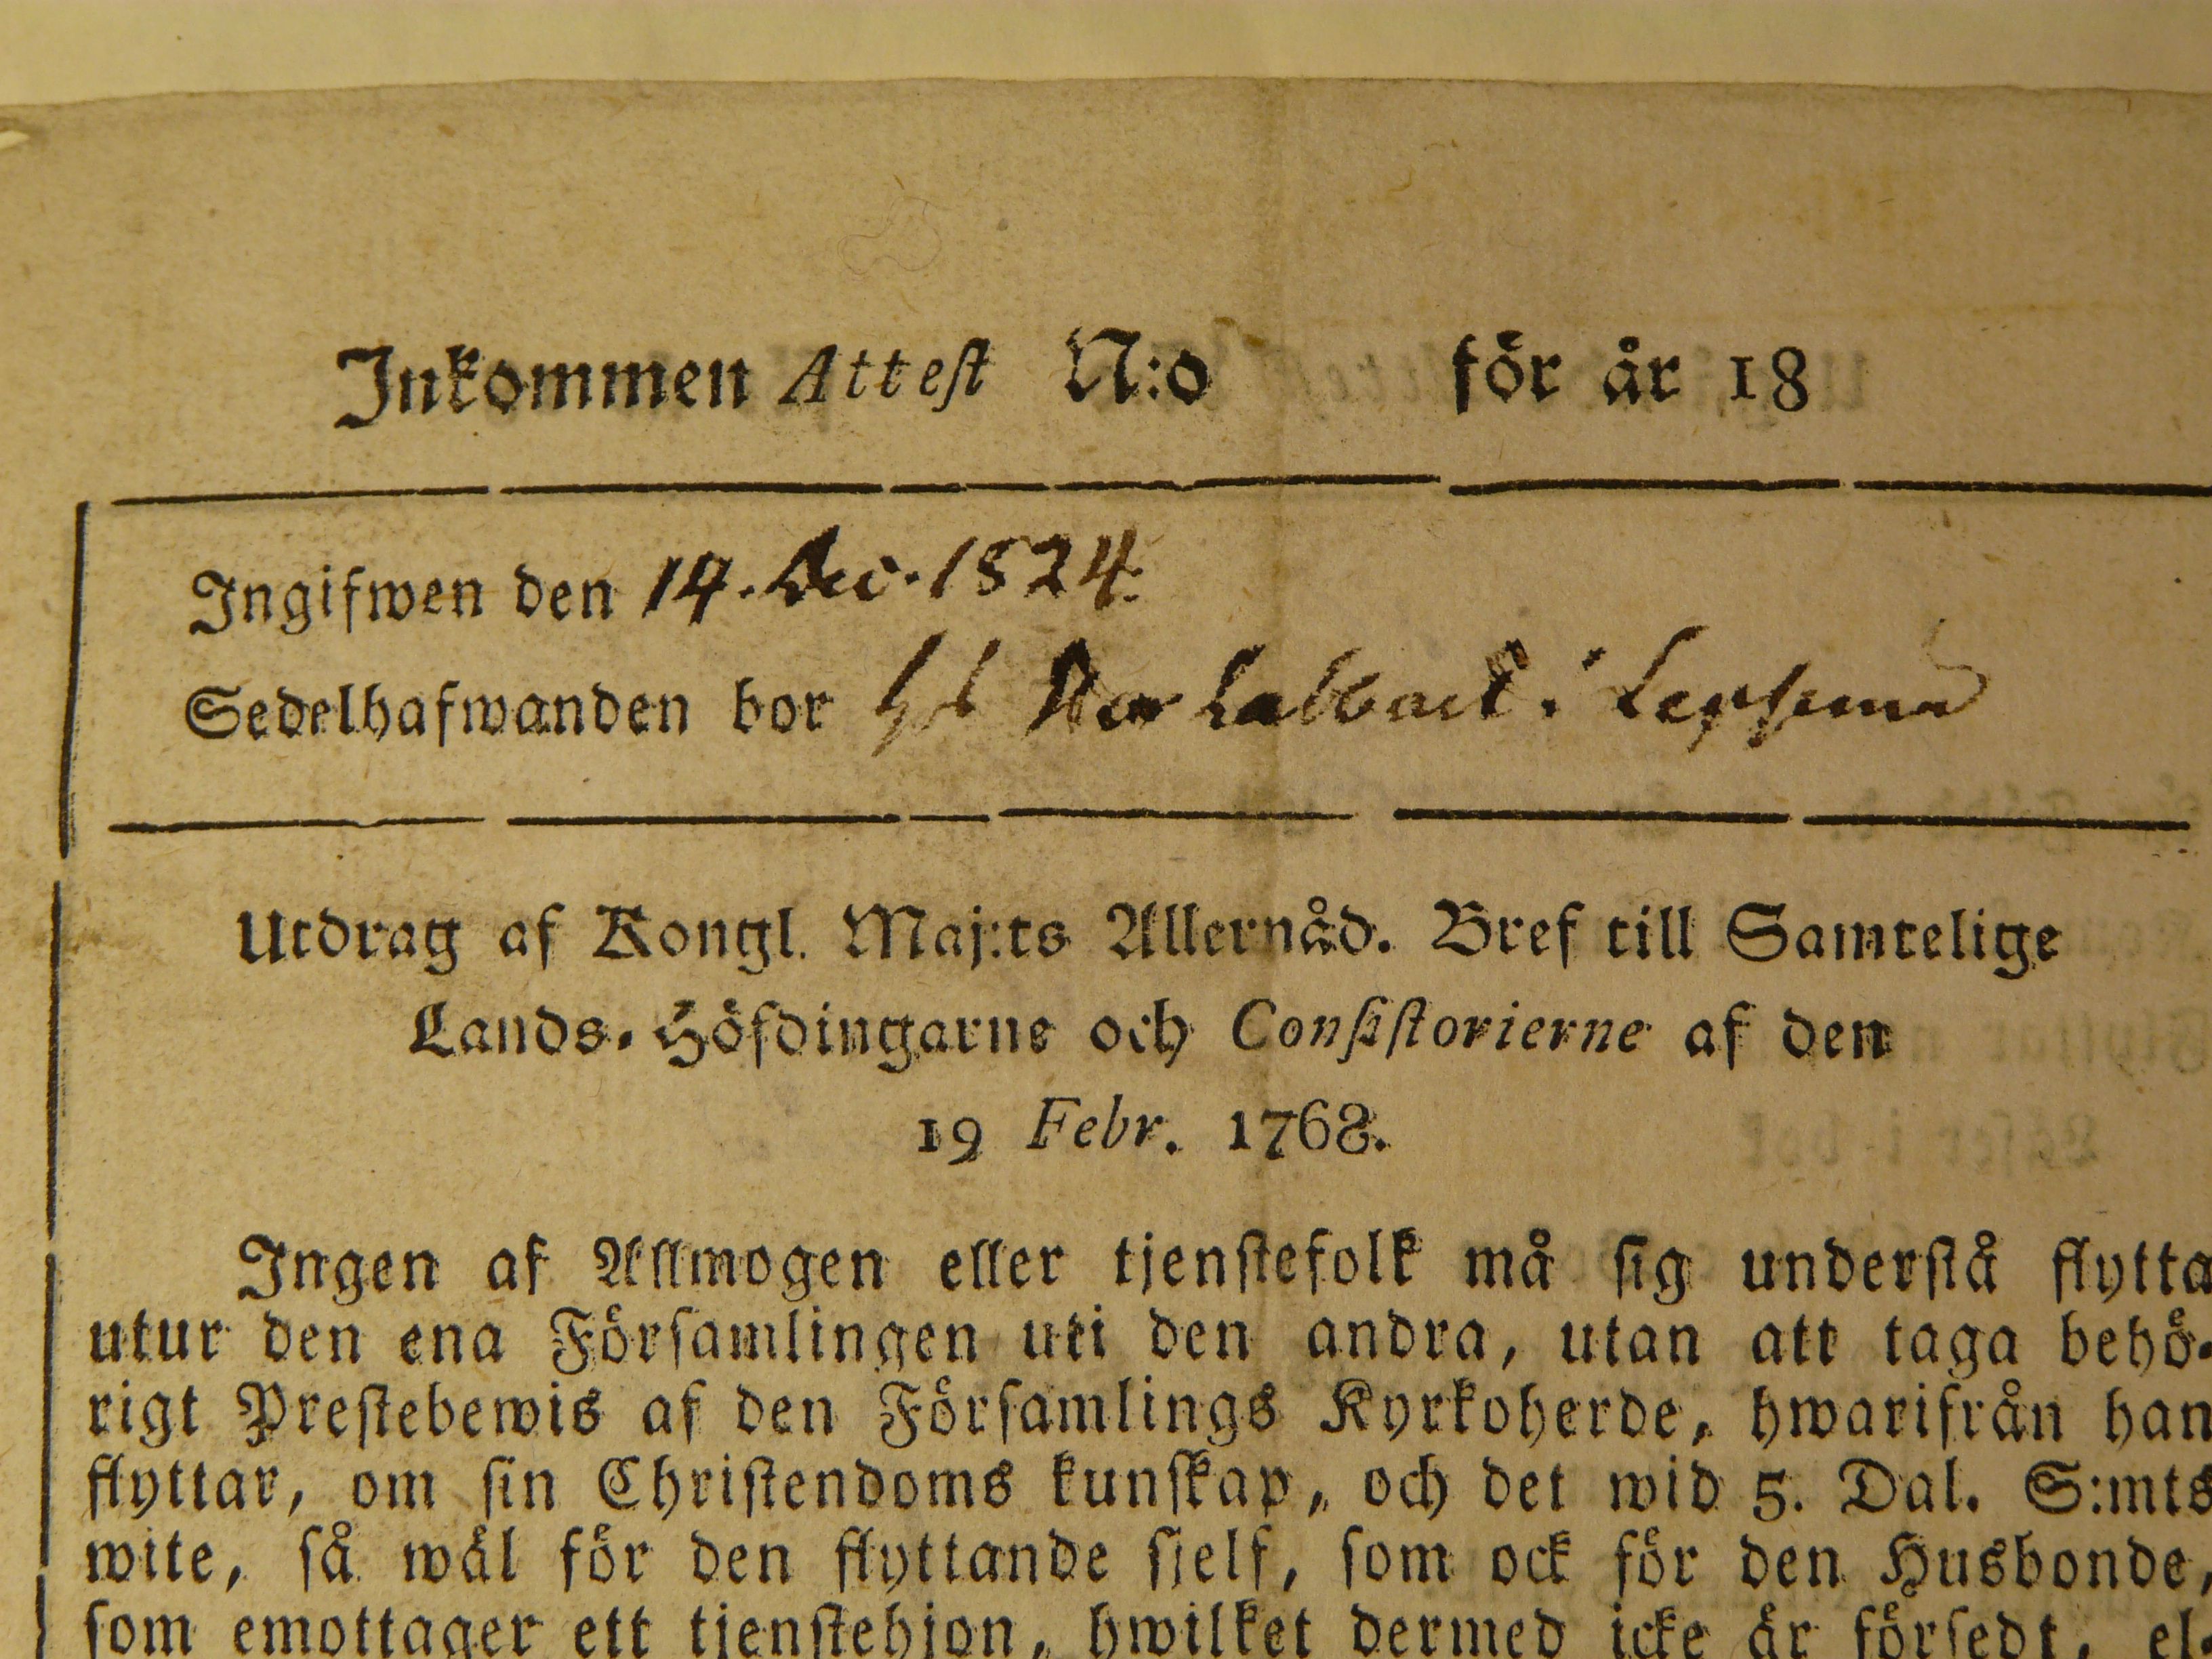 Inkommen Attest N:o för år 18
Ingifwen den 14. Dec. 1824.
Sedelhafwanden bor hos i
Utdrag af Kongl. Maj:ts Allernåd. Bref till Samtelige
Lands-Höfdingarne och Consistorierne af den
19 Febr. 1768.
Ingen af Allmogen eller tjenstefolk må sig understå flytta
utur den ena Församlingen uti den andra, utan att taga behö-
rigt Prestebewis af den Församlings Kyrkoherde, hwarifrån han
flyttar, om sin Christendoms kunskap, och det wid 5. Dal. S:mts
wite, så wäl för den flyttande sjelf, som ock för den Husbonde,
som emottager ett tjenstehjon, hwilket dermed icke är försedt, el-